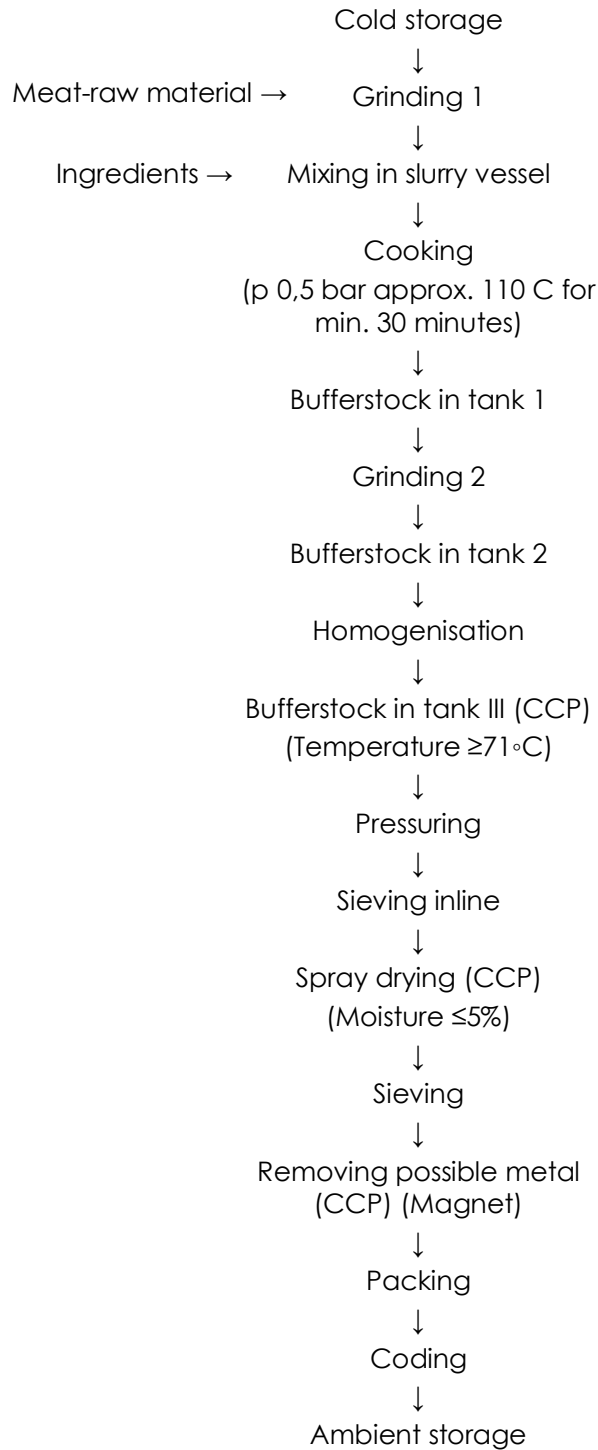 Cold storage
↓
Meat-raw material → Grinding 1
↓
Ingredients → Mixing in slurry vessel
↓
Cooking
(p 0,5 bar approx. 110 C for
min. 30 minutes)
↓
Bufferstock in tank 1
↓
Grinding 2
↓
Bufferstock in tank 2
↓
Homogenisation
↓
Bufferstock in tank III (CCP)
(Temperature ≥71◦C)
↓
Pressuring
↓
Sieving inline
↓
Spray drying (CCP)
(Moisture ≤5%)
↓
Sieving
↓
Removing possible metal
(CCP) (Magnet)
↓
Packing
↓
Coding
↓
Ambient storage